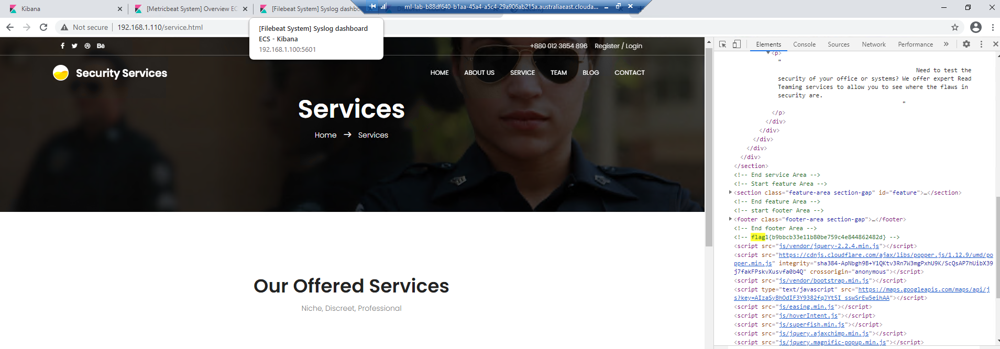 Kibana
[Metricbeat System] Overview EC
[Filebeat System] Syslog dashbo
ml-lab-b88df640-b1aa-45a4-a5c4-29a906ab215a.australiaeast.clouda...
Not secure
192.168.1.110/service.html
[Filebeat System] Syslog dashboard
ECS - Kibana
192.168.1.100:5601
+880 012 3654 896
Register / Login
Security Services
HOME
ABOUT US
SERVICE
TEAM
BLOG
CONTACT
Services
Home → Services
Our Offered Services
Niche, Discreet, Professional
Elements
Console
Sources
Network
Performance
»
<p>
"
Need to test the
security of your office or systems? We offer expert Read
Teaming services to allow you to see where the flaws in
security are.
"
</p>
</div>
</div>
</div>
</div>
</div>
</section>
<!-- End service Area -->
<!-- Start feature Area -->
<section class="feature-area section-gap" id="feature">…</section>
<!-- End feature Area -->
<!-- start footer Area -->
<footer class="footer-area section-gap">…</footer>
<!-- End footer Area -->
<!-- flag1{b9bbcb33e11b80be759c4e844862482d} -->
<script src="js/vendor/jquery-2.2.4.min.js"></script>
<script src="https://cdnjs.cloudflare.com/ajax/libs/popper.js/1.12.9/umd/po
pper.min.js" integrity="sha384-ApNbgh9B+Y1QKtv3Rn7W3mgPxhU9K/ScQsAP7hUibX39
j7fakFPskvXusvfa0b4Q" crossorigin="anonymous"></script>
<script src="js/vendor/bootstrap.min.js"></script>
<script type="text/javascript" src="https://maps.googleapis.com/maps/api/j
s?key=AIzaSyBhOdIF3Y9382fqJYt5I_sswSrEw5eihAA"></script>
<script src="js/easing.min.js"></script>
<script src="js/hoverIntent.js"></script>
<script src="js/superfish.min.js"></script>
<script src="js/jquery.ajaxchimp.min.js"></script>
<script src="js/jquery.magnific-popup.min.js"></script>